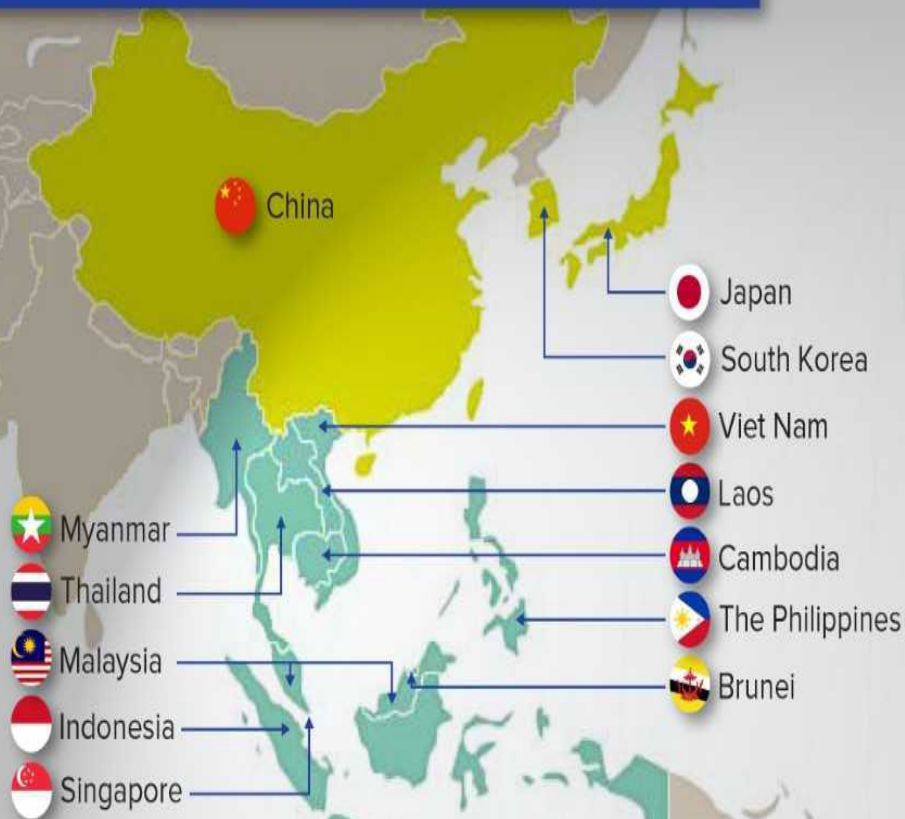 China
Japan
South Korea
Viet Nam
Laos
Cambodia
The Philippines
Brunei
Myanmar
Thailand
Malaysia
Indonesia
Singapore